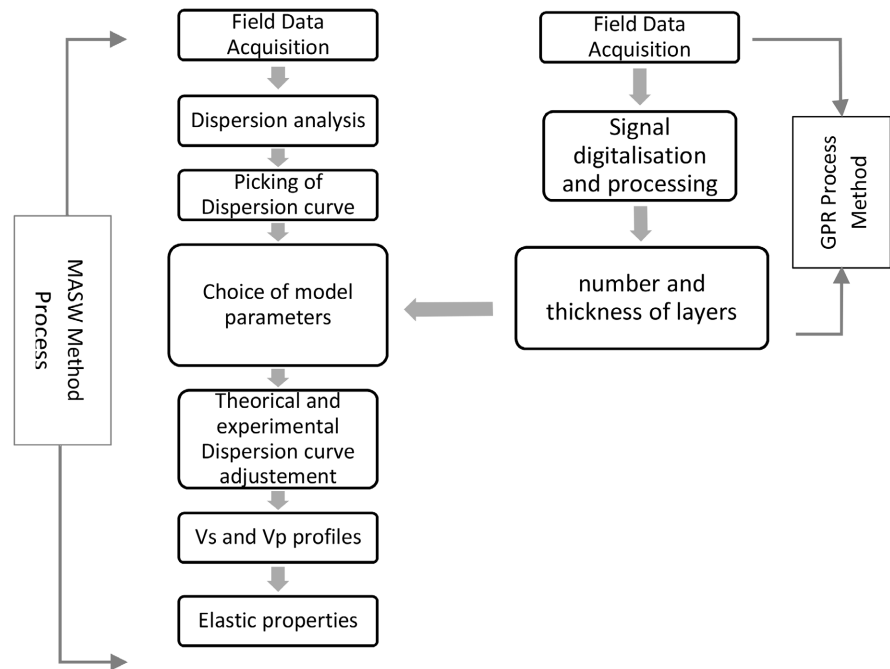 Field Data
Acquisition
Dispersion analysis
Picking of
Dispersion curve
Choice of model
parameters
Theorical and
experimental
Dispersion curve
adjustement
Vs and Vp profiles
Elastic properties
MASW Method
Process
Field Data
Acquisition
Signal
digitalisation
and processing
number and
thickness of layers
GPR Process
Method